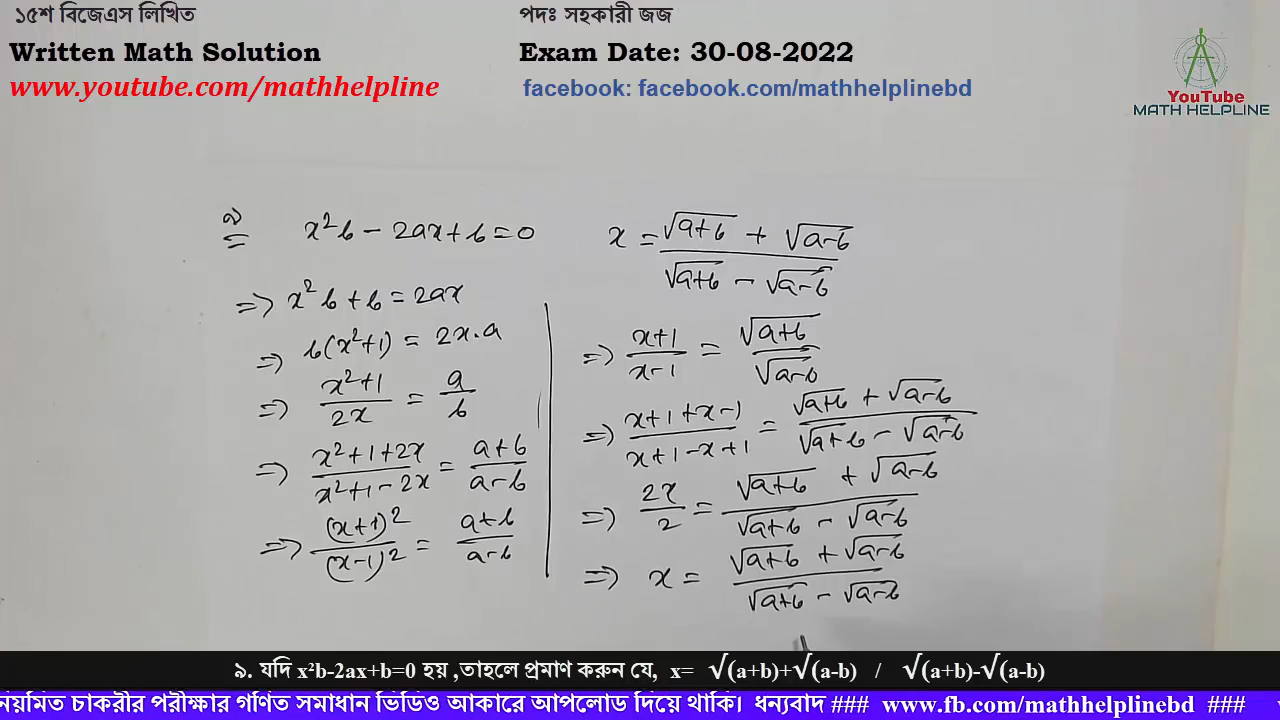 ১৫শ বিজেএস লিখিত
পদঃ সহকারী জজ
Written Math Solution
Exam Date: 30-08-2022
www.youtube.com/mathhelpline
facebook: facebook.com/mathhelplinebd
YouTube
MATH HELPLINE
৯
x²b - 2ax + b = 0
=> x²b + b = 2ax
=> b(x²+1) = 2x.a
=> (x²+1)/(2x) = a/b
=> (x²+1+2x)/(x²+1-2x) = (a+b)/(a-b)
=> (x+1)²/(x-1)² = (a+b)/(a-b)
x = (√(a+b) + √(a-b))/(√(a+b) - √(a-b))
=> (x+1)/(x-1) = √(a+b)/√(a-b)
=> (x+1+x-1)/(x+1-x+1) = (√(a+b) + √(a-b))/(√(a+b) - √(a-b))
=> 2x/2 = (√(a+b) + √(a-b))/(√(a+b) - √(a-b))
=> x = (√(a+b) + √(a-b))/(√(a+b) - √(a-b))
৯. যদি x²b-2ax+b=0 হয় ,তাহলে প্রমাণ করুন যে, x= √(a+b)+√(a-b) / √(a+b)-√(a-b)
নিয়মিত চাকরীর পরীক্ষার গণিত সমাধান ভিডিও আকারে আপলোড দিয়ে থাকি। ধন্যবাদ ### www.fb.com/mathhelplinebd ###